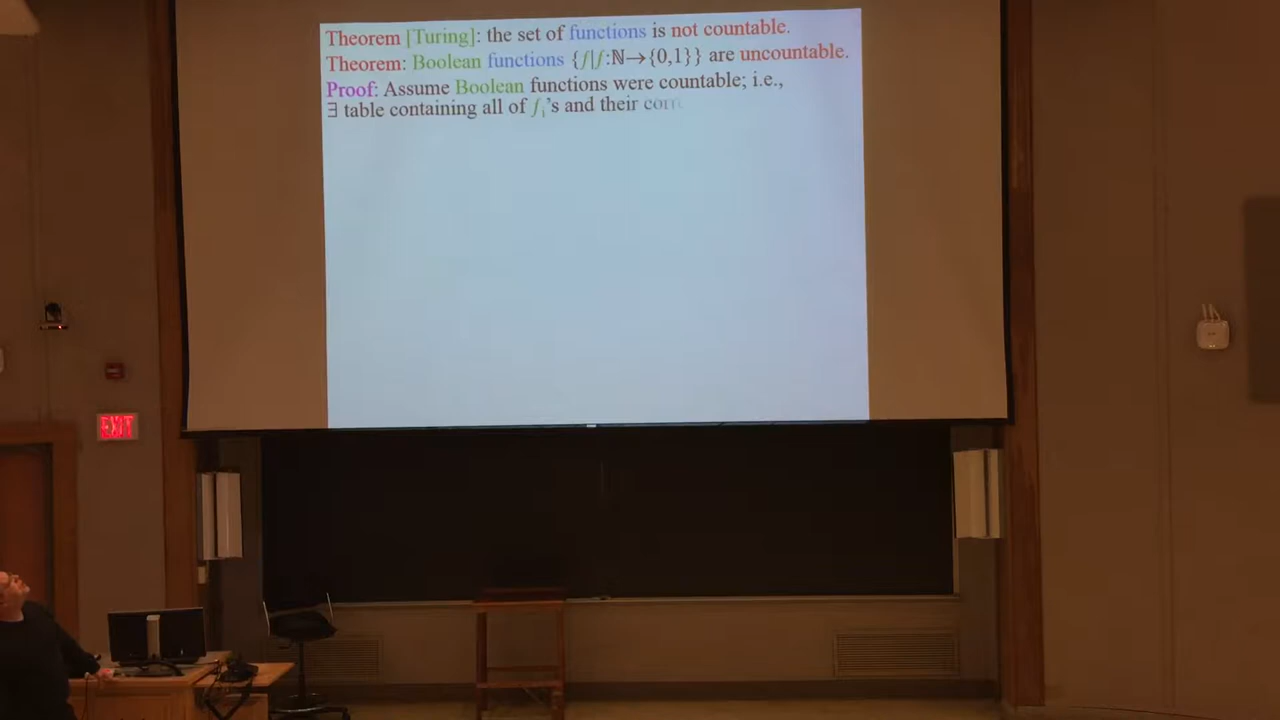 Theorem [Turing]: the set of functions is not countable.
Theorem: Boolean functions {f|f:ℕ→{0,1}} are uncountable.
Proof: Assume Boolean functions were countable; i.e.,
∃ table containing all of fᵢ's and their corr
EXIT